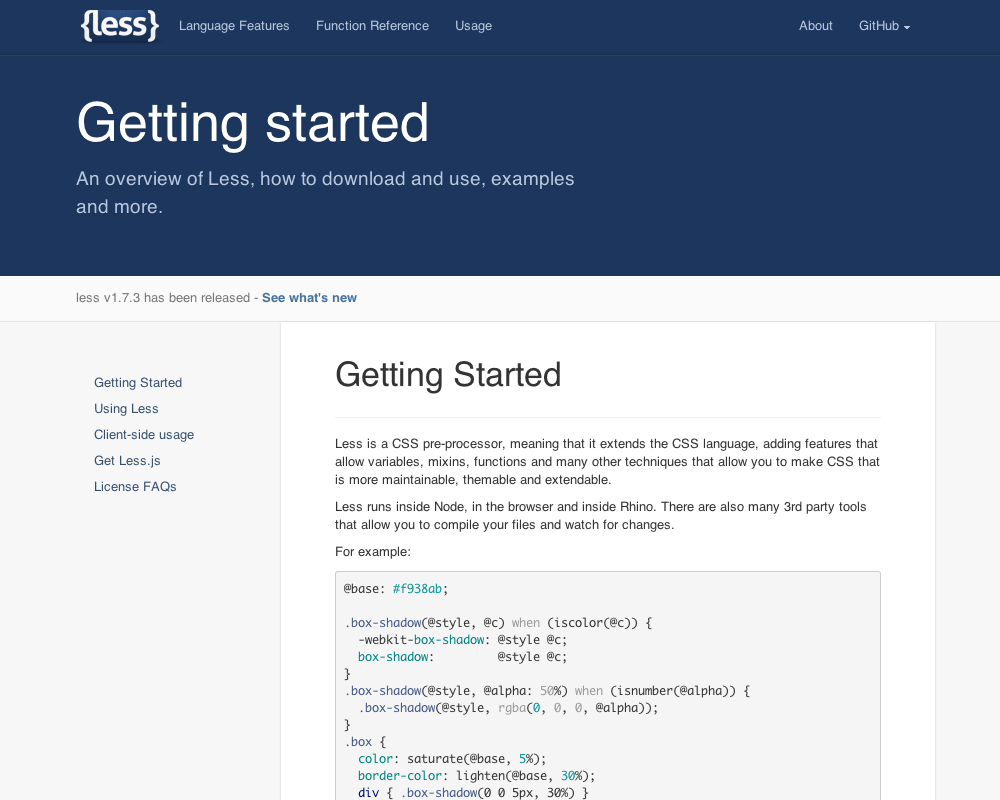 {less}
Language Features
Function Reference
Usage
About
GitHub
Getting started
An overview of Less, how to download and use, examples
and more.
less v1.7.3 has been released - See what's new
Getting Started
Using Less
Client-side usage
Get Less.js
License FAQs
Getting Started
Less is a CSS pre-processor, meaning that it extends the CSS language, adding features that
allow variables, mixins, functions and many other techniques that allow you to make CSS that
is more maintainable, themable and extendable.
Less runs inside Node, in the browser and inside Rhino. There are also many 3rd party tools
that allow you to compile your files and watch for changes.
For example:
@base: #f938ab;
.box-shadow(@style, @c) when (iscolor(@c)) {
  -webkit-box-shadow: @style @c;
  box-shadow:         @style @c;
}
.box-shadow(@style, @alpha: 50%) when (isnumber(@alpha)) {
  .box-shadow(@style, rgba(0, 0, 0, @alpha));
}
.box {
  color: saturate(@base, 5%);
  border-color: lighten(@base, 30%);
  div { .box-shadow(0 0 5px, 30%) }